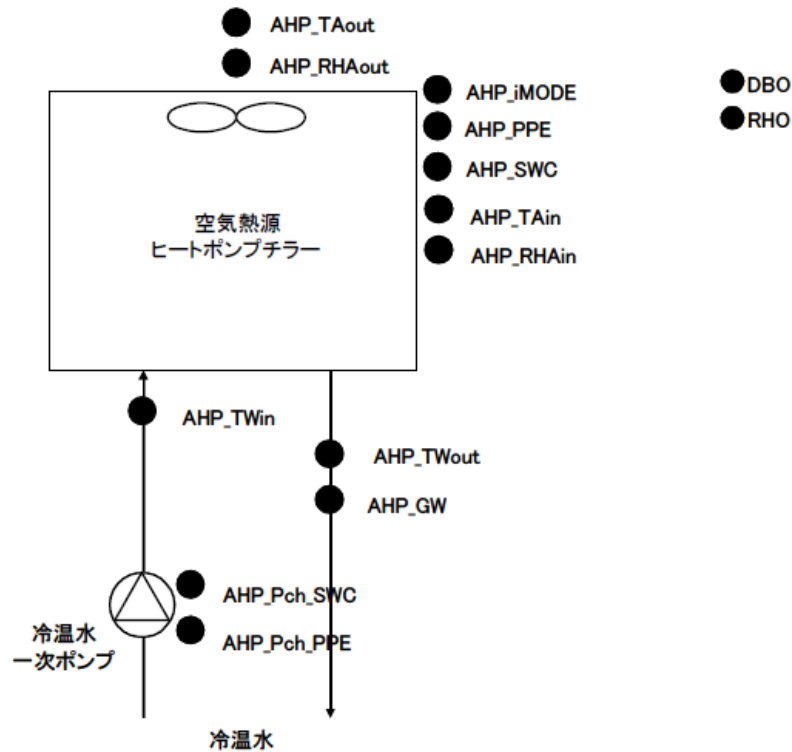 AHP_TAout
AHP_RHAout
AHP_iMODE
AHP_PPE
AHP_SWC
AHP_TAin
AHP_RHAin
DBO
RHO
空気熱源
ヒートポンプチラー
AHP_TWin
AHP_TWout
AHP_GW
AHP_Pch_SWC
AHP_Pch_PPE
冷温水
一次ポンプ
冷温水